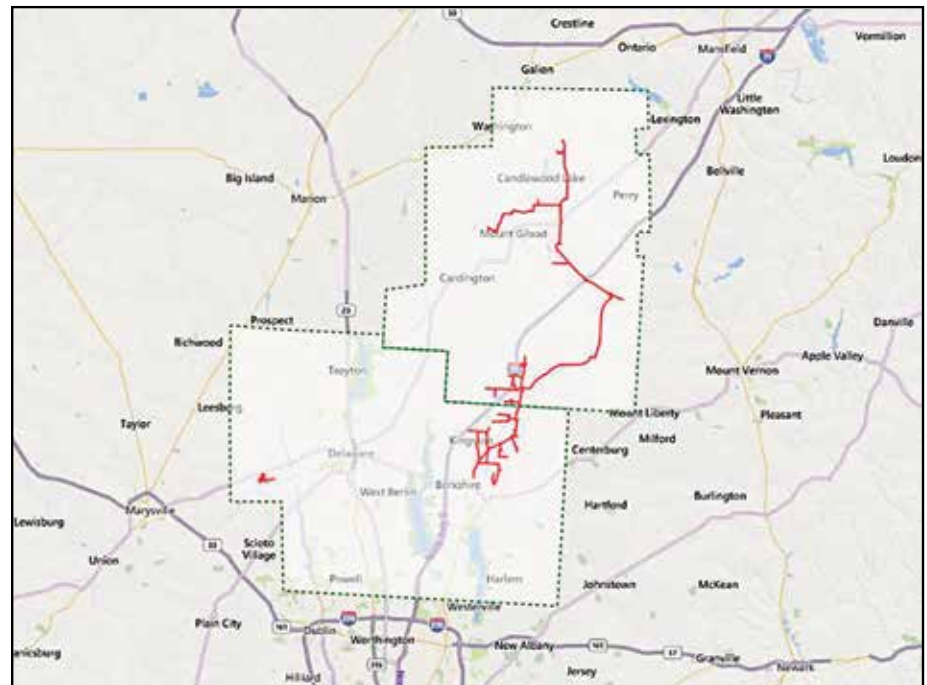 30
Crestline
Vermilion
Ontario
Mansfield
Galion
Little
Washington
Lexington
Washington
Bellville
Loudon
Candlewood Lake
Big Island
Perry
Marion
Mount Gilead
Cardington
Prospect
Danville
Richwood
Troyton
Apple Valley
Mount Vernon
Leesburg
Mount Liberty
Pleasant
Taylor
Milford
Centerburg
Delaware
West Berlin
Berkshire
Burlington
Hartford
Marysville
Lewisburg
Scioto
Village
33
Union
Powell
Harlem
Johnstown
McKean
Westerville
Plain City
Dublin
Worthington
New Albany
Granville
Jersey
Newark
Hilliard